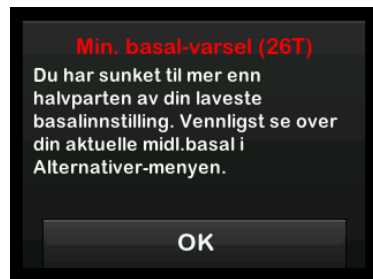 Min. basal-varsel (26T)
Du har sunket til mer enn
halvparten av din laveste
basalinnstilling. Vennligst se over
din aktuelle midl.basal i
Alternativer-menyen.
OK